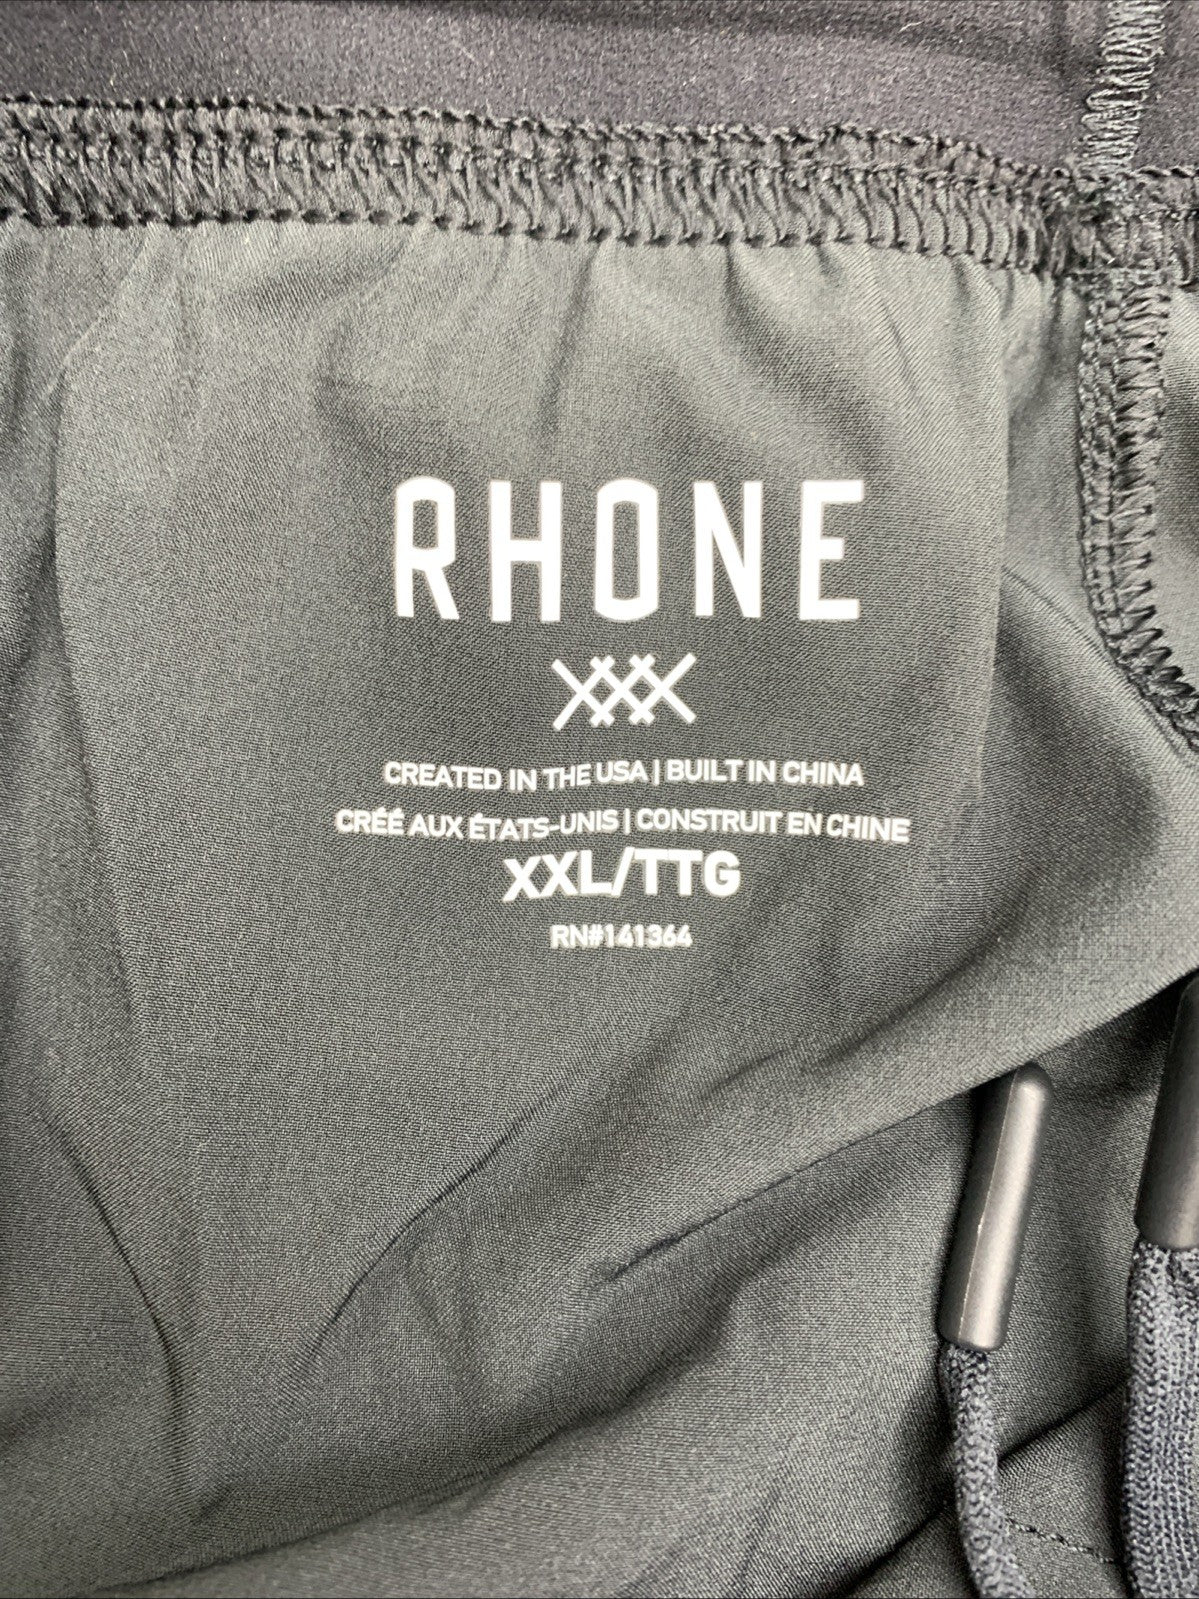 RHONE
CREATED IN THE USA | BUILT IN CHINA
CRÉÉ AUX ÉTATS-UNIS | CONSTRUIT EN CHINE
XXL/TTG
RN#141364